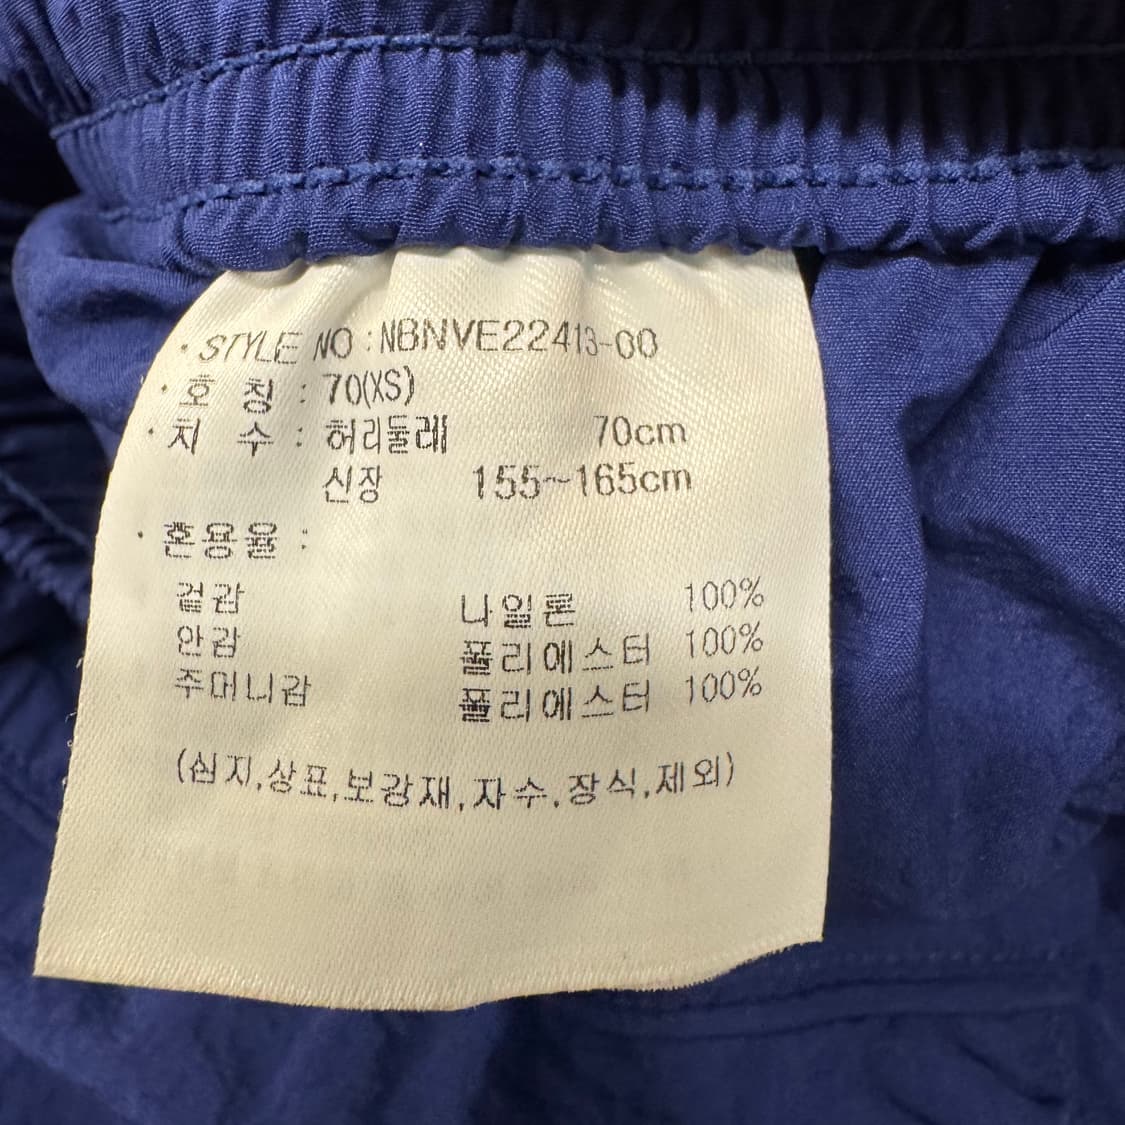 · STYLE NO : NBNVE22413-00
· 호 칭 : 70(XS)
· 치 수 : 허리둘레 70cm
신장 155~165cm
· 혼용율 :
겉감 나일론 100%
안감 폴리에스터 100%
주머니감 폴리에스터 100%
(심지,상표,보강재,자수,장식,제외)